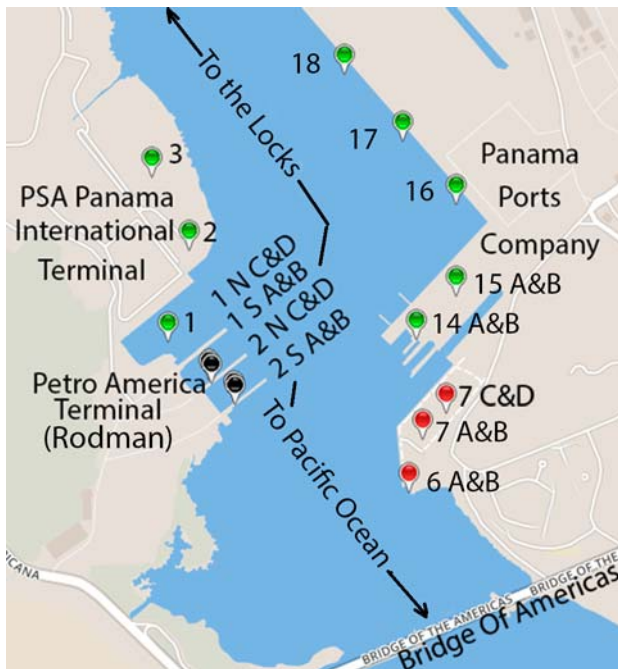 18
To the Locks
17
3
Panama
Ports
Company
16
PSA Panama
International
Terminal
2
1 N C&D
1 S A&B
2 N C&D
2 S A&B
15 A&B
1
14 A&B
Petro America
Terminal
(Rodman)
7 C&D
7 A&B
6 A&B
To Pacific Ocean
RICANA
BRIDGE OF THE AMERICAS
BRIDGE OF THE
Bridge Of Americas